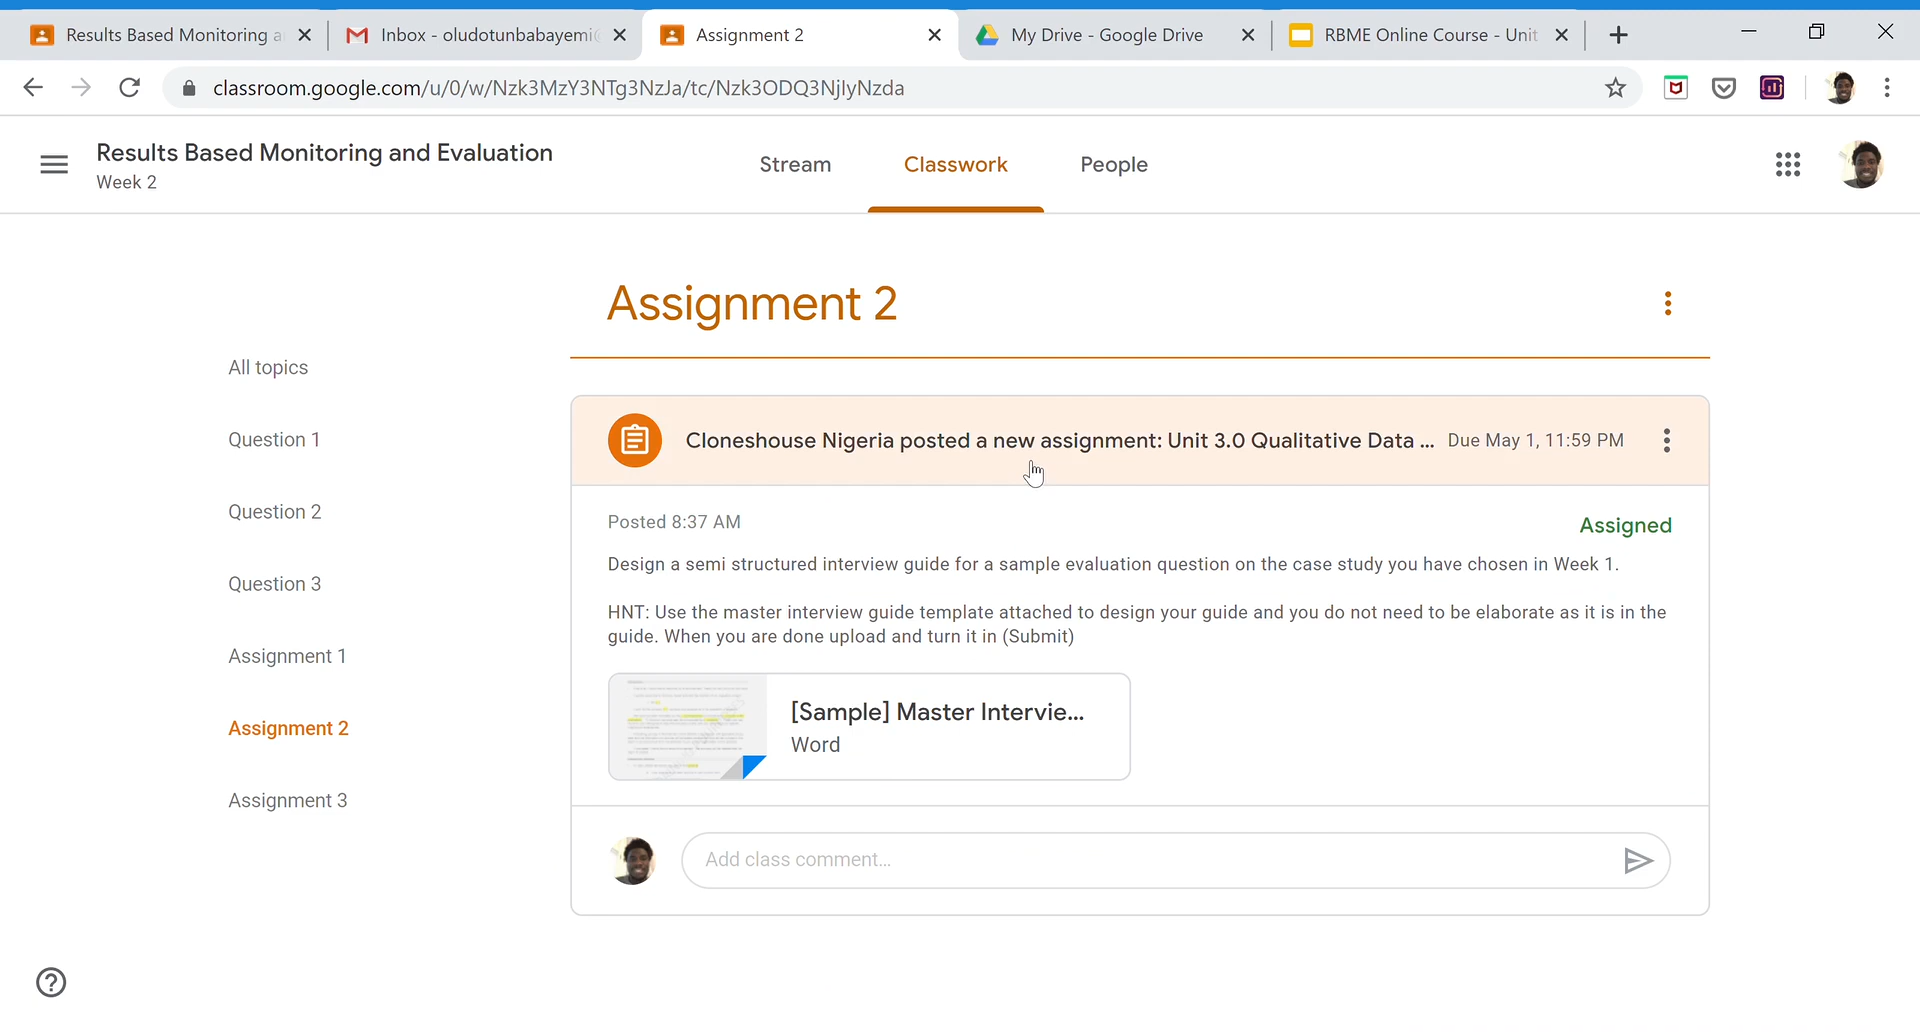 Results Based Monitoring a
Inbox - oludotunbabayemi@
Assignment 2
My Drive - Google Drive
RBME Online Course - Unit
classroom.google.com/u/0/w/Nzk3MzY3NTg3NzJa/tc/Nzk3ODQ3NjIyNzda
Results Based Monitoring and Evaluation
Week 2
Stream
Classwork
People
Assignment 2
All topics
Question 1
Question 2
Question 3
Assignment 1
Assignment 2
Assignment 3
Cloneshouse Nigeria posted a new assignment: Unit 3.0 Qualitative Data ...
Due May 1, 11:59 PM
Posted 8:37 AM
Assigned
Design a semi structured interview guide for a sample evaluation question on the case study you have chosen in Week 1.
HNT: Use the master interview guide template attached to design your guide and you do not need to be elaborate as it is in the
guide. When you are done upload and turn it in (Submit)
[Sample] Master Intervie...
Word
Add class comment...